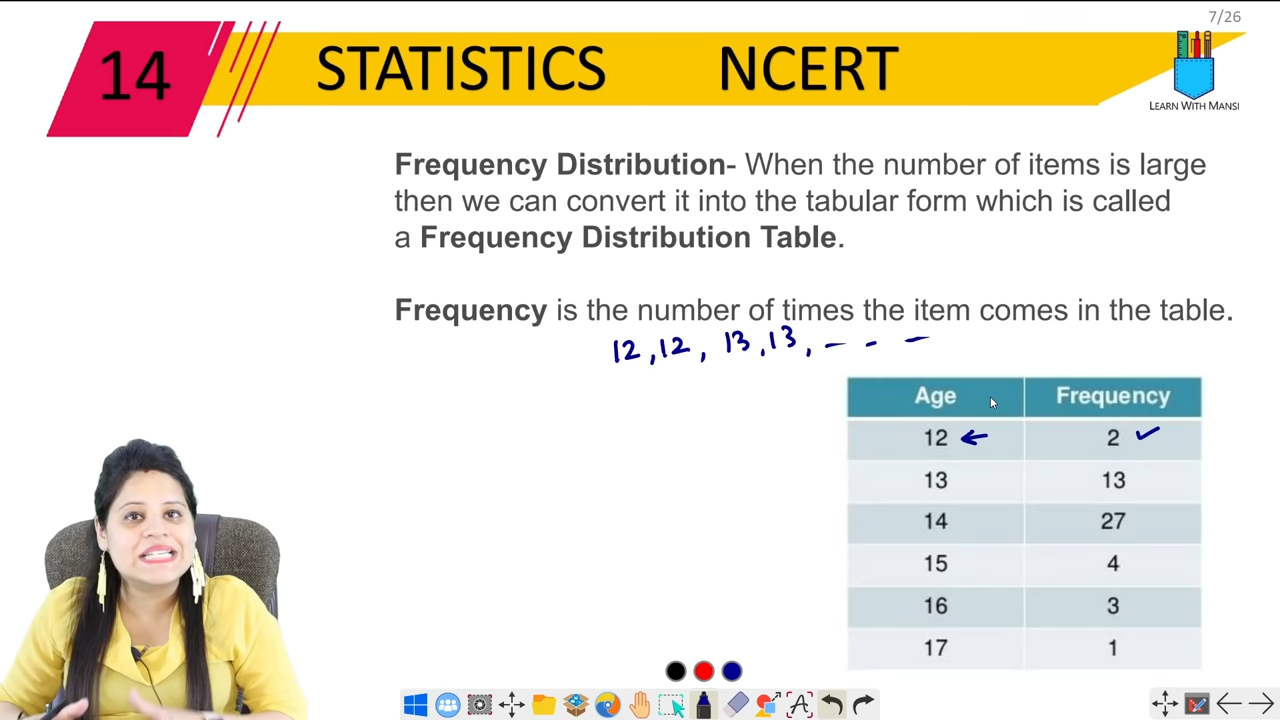 7/26
14 STATISTICS NCERT
LEARN WITH MANSI
Frequency Distribution- When the number of items is large
then we can convert it into the tabular form which is called
a Frequency Distribution Table.
Frequency is the number of times the item comes in the table.
12, 12, 13, 13, - - -
Age Frequency
12 2
13 13
14 27
15 4
16 3
17 1